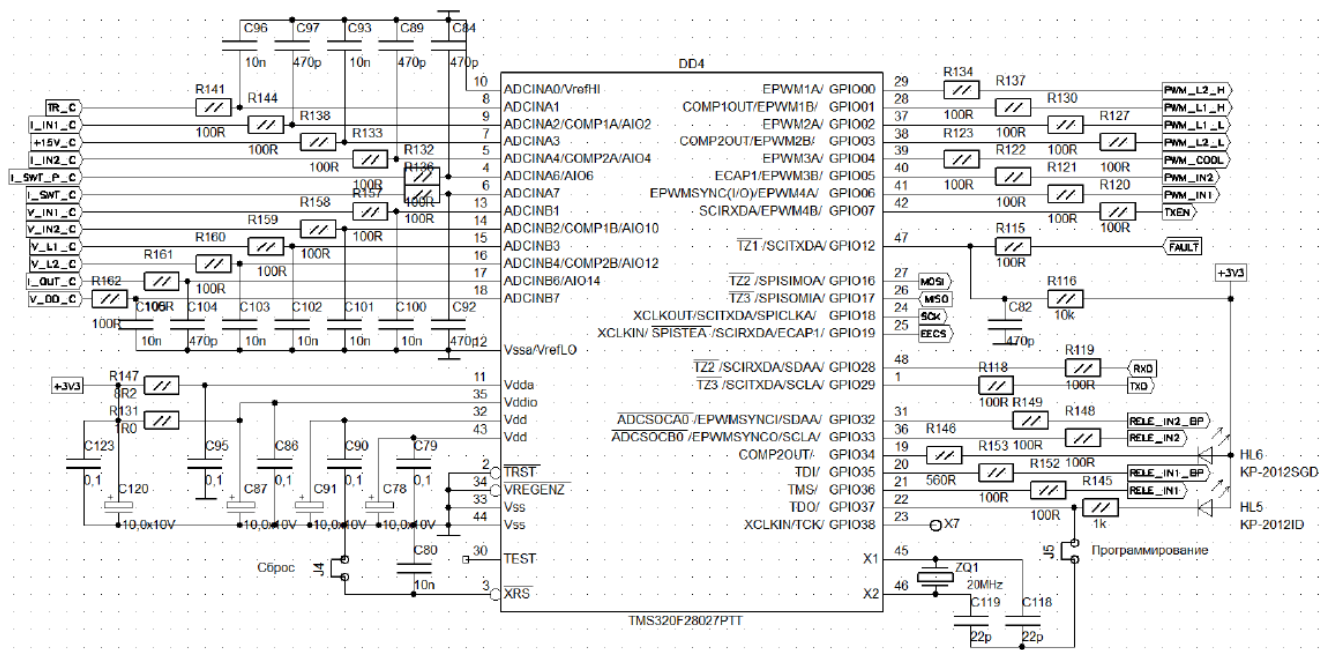 C96 C97 C93 C89 C84
10n 470p 10n 470p 470p
DD4
TMS320F28027PTT
R141 R144 R138 R133 R132 R136 R157 R158 R159 R160 R161 R162
100R 100R 100R 100R 100R 100R 100R 100R 100R 100R 100R
TR_C
I_IN1_C
+15V_C
I_IN2_C
I_SWT_P_C
I_SWT_C
V_IN1_C
V_IN2_C
V_L1_C
V_L2_C
I_OUT_C
V_OO_C
10 ADCINA0/VrefHI
8 ADCINA1
9 ADCINA2/COMP1A/AIO2
7 ADCINA3
5 ADCINA4/COMP2A/AIO4
4 ADCINA6/AIO6
6 ADCINA7
13 ADCINB1
14 ADCINB2/COMP1B/AIO10
15 ADCINB3
16 ADCINB4/COMP2B/AIO12
17 ADCINB6/AIO14
18 ADCINB7
C104 C103 C102 C101 C100 C92
10n 470p 10n 10n 10n 10n 470p
12 Vssa/VrefLO
+3V3 R147 8R2
R131 1R0
11 Vdda
35 Vddio
32 Vdd
43 Vdd
C123 C95 C86 C90 C79
0,1 0,1 0,1 0,1 0,1
C120 C87 C91 C78
10,0x10V 10,0x10V 10,0x10V 10,0x10V
2 TRST
34 VREGENZ
33 Vss
44 Vss
30 TEST
3 XRS
Сброс J4
C80 10n
EPWM1A/ GPIO00 29 R134 PWM_L2_H
COMP1OUT/EPWM1B/ GPIO01 28 R137 100R PWM_L1_H
EPWM2A/ GPIO02 37 R130 100R PWM_L1_L
COMP2OUT/EPWM2B/ GPIO03 38 R127 100R PWM_L2_L
EPWM3A/ GPIO04 39 R123 100R PWM_COOL
ECAP1/EPWM3B/ GPIO05 40 R122 100R PWM_IN2
EPWMSYNC(I/O)/EPWM4A/ GPIO06 41 R121 100R PWM_IN1
SCIRXDA/EPWM4B/ GPIO07 42 R120 100R TXEN
TZ1 /SCITXDA/ GPIO12 47 R115 100R FAULT
TZ2 /SPISIMOA/ GPIO16 27 MOSI
TZ3 /SPISOMIA/ GPIO17 26 MISO
XCLKOUT/SCITXDA/SPICLKA/ GPIO18 24 SCK
XCLKIN/ SPISTEA /SCIRXDA/ECAP1/ GPIO19 25 EECS
+3V3
R116 10k
C82 470p
TZ2 /SCIRXDA/SDAA/ GPIO28 48 R119 100R RXD
TZ3 /SCITXDA/SCLA/ GPIO29 1 R118 100R TXD
ADCSOCA0 /EPWMSYNCI/SDAA/ GPIO32 31 R149 100R RELE_IN2_BP
ADCSOCB0 /EPWMSYNCO/SCLA/ GPIO33 36 R148 100R RELE_IN2
COMP2OUT/ GPIO34 19 R146 560R HL6 KP-2012SGD
TDI/ GPIO35 20 R153 100R RELE_IN1_BP
TMS/ GPIO36 21 R152 100R RELE_IN1
TDO/ GPIO37 22 R145 1k HL5 KP-2012ID
XCLKIN/TCK/ GPIO38 23 X7
X1 45
X2 46
ZQ1 20MHz
J5 Программирование
C119 C118
22p 22p